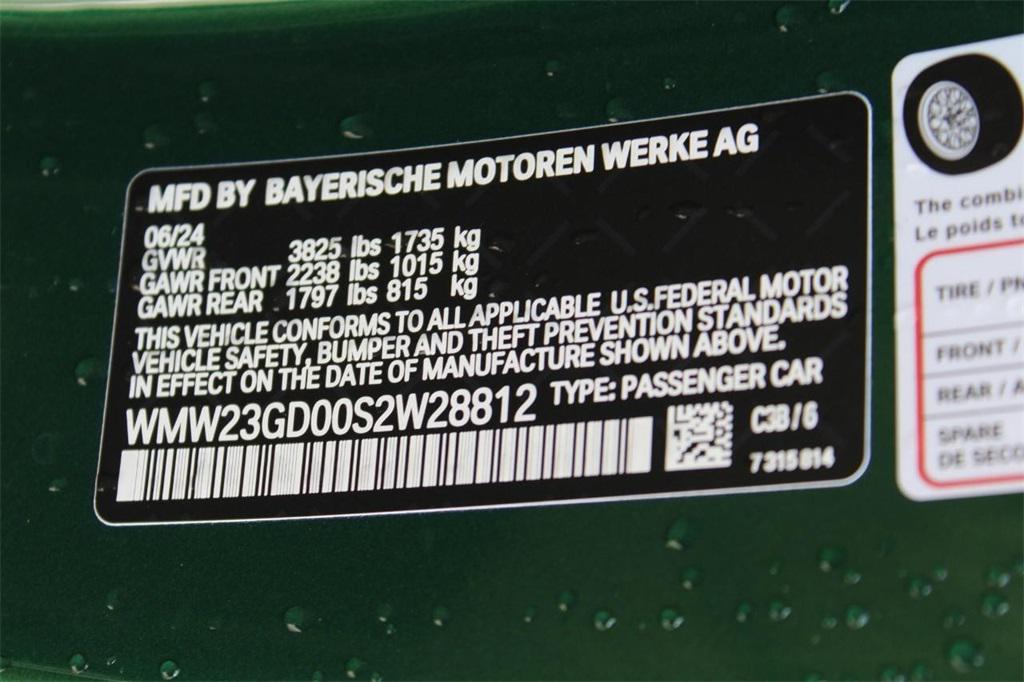 MFD BY BAYERISCHE MOTOREN WERKE AG
06/24
GVWR 3825 lbs 1735 kg
GAWR FRONT 2238 lbs 1015 kg
GAWR REAR 1797 lbs 815 kg
THIS VEHICLE CONFORMS TO ALL APPLICABLE U.S.FEDERAL MOTOR
VEHICLE SAFETY, BUMPER AND THEFT PREVENTION STANDARDS
IN EFFECT ON THE DATE OF MANUFACTURE SHOWN ABOVE.
WMW23GD00S2W28812 TYPE: PASSENGER CAR
C3B/6
7315814
The combi
Le poids to
TIRE / PN
FRONT /
REAR / A
SPARE
DE SECO